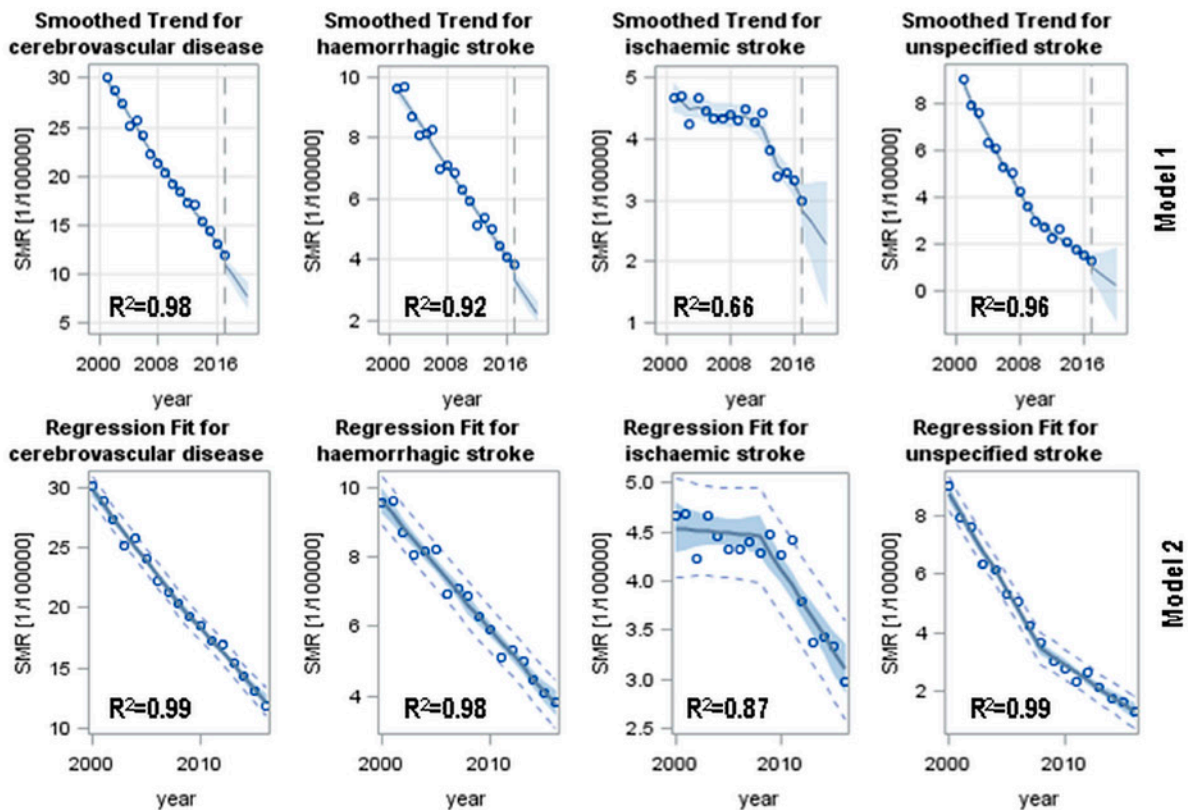 Smoothed Trend for
cerebrovascular disease
30
25
20
15
10
5
SMR [1/100000]
R²=0.98
2000 2008 2016
year
Smoothed Trend for
haemorrhagic stroke
10
8
6
4
2
SMR [1/100000]
R²=0.92
2000 2008 2016
year
Smoothed Trend for
ischaemic stroke
5
4
3
2
1
SMR [1/100000]
R²=0.66
2000 2008 2016
year
Smoothed Trend for
unspecified stroke
8
6
4
2
0
SMR [1/100000]
R²=0.96
2000 2008 2016
year
Model 1
Regression Fit for
cerebrovascular disease
30
25
20
15
10
SMR [1/100000]
R²=0.99
2000 2010
year
Regression Fit for
haemorrhagic stroke
10
8
6
4
SMR [1/100000]
R²=0.98
2000 2010
year
Regression Fit for
ischaemic stroke
5.0
4.5
4.0
3.5
3.0
2.5
SMR [1/100000]
R²=0.87
2000 2010
year
Regression Fit for
unspecified stroke
8
6
4
2
SMR [1/100000]
R²=0.99
2000 2010
year
Model 2